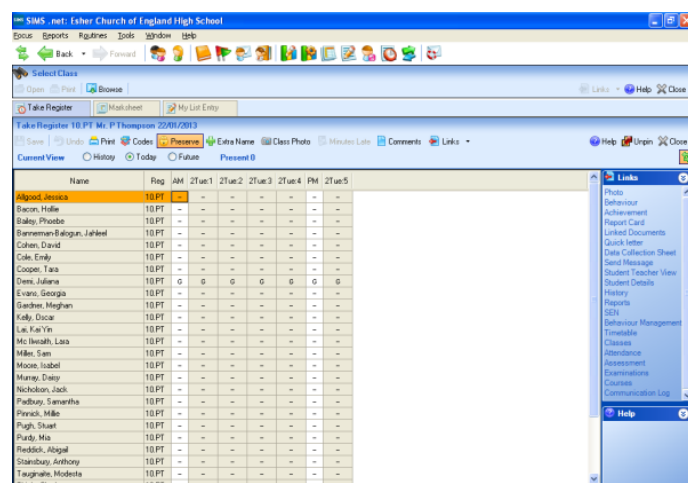 SIMS .net: Esher Church of England High School
Focus Reports Routines Tools Window Help
Back Forward
Select Class
Open Print Browse Links Help Close
Take Register Marksheet My List Entry
Take Register 10.PT Mr. P Thompson 22/01/2013
Save Undo Print Codes Preserve Extra Name Class Photo Minutes Late Comments Links Help Unpin Close
Current View History Today Future Present 0
Name Reg AM 2Tue:1 2Tue:2 2Tue:3 2Tue:4 PM 2Tue:5
Allgood, Jessica 10.PT - - - - - - -
Bacon, Hollie 10.PT - - - - - - -
Bailey, Phoebe 10.PT - - - - - - -
Bannerman-Balogun, Jahleel 10.PT - - - - - - -
Cohen, David 10.PT - - - - - - -
Cole, Emily 10.PT - - - - - - -
Cooper, Tara 10.PT - - - - - - -
Demi, Juliana 10.PT G G G G G G G
Evans, Georgia 10.PT - - - - - - -
Gardner, Meghan 10.PT - - - - - - -
Kelly, Oscar 10.PT - - - - - - -
Lai, Kai Yin 10.PT - - - - - - -
Mc Ilwraith, Lara 10.PT - - - - - - -
Miller, Sam 10.PT - - - - - - -
Moore, Isabel 10.PT - - - - - - -
Murray, Daisy 10.PT - - - - - - -
Nicholson, Jack 10.PT - - - - - - -
Padbury, Samantha 10.PT - - - - - - -
Pinnick, Millie 10.PT - - - - - - -
Pugh, Stuart 10.PT - - - - - - -
Purdy, Mia 10.PT - - - - - - -
Reddick, Abigail 10.PT - - - - - - -
Stainsbury, Anthony 10.PT - - - - - - -
Tauginaite, Modesta 10.PT - - - - - - -
Links
Photo
Behaviour
Achievement
Report Card
Linked Documents
Quick letter
Data Collection Sheet
Send Message
Student Teacher View
Student Details
History
Reports
SEN
Behaviour Management
Timetable
Classes
Attendance
Assessment
Examinations
Courses
Communication Log
Help